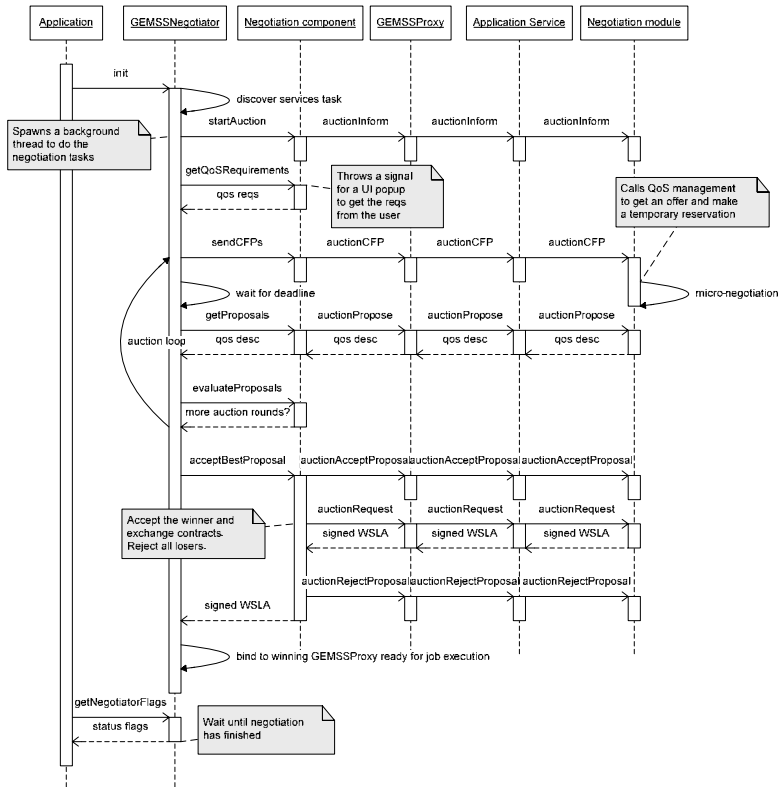 Application
GEMSSNegotiator
Negotiation component
GEMSSProxy
Application Service
Negotiation module
init
discover services task
Spawns a background
thread to do the
negotiation tasks
startAuction
auctionInform
auctionInform
auctionInform
getQoSRequirements
qos reqs
Throws a signal
for a UI popup
to get the reqs
from the user
Calls QoS management
to get an offer and make
a temporary reservation
sendCFPs
auctionCFP
auctionCFP
auctionCFP
wait for deadline
micro-negotiation
getProposals
auctionPropose
auctionPropose
auctionPropose
auction loop
qos desc
qos desc
qos desc
qos desc
evaluateProposals
more auction rounds?
acceptBestProposal
auctionAcceptProposal
auctionAcceptProposal
auctionAcceptProposal
Accept the winner and
exchange contracts.
Reject all losers.
auctionRequest
auctionRequest
auctionRequest
signed WSLA
signed WSLA
signed WSLA
auctionRejectProposal
auctionRejectProposal
auctionRejectProposal
signed WSLA
bind to winning GEMSSProxy ready for job execution
getNegotiatorFlags
status flags
Wait until negotiation
has finished